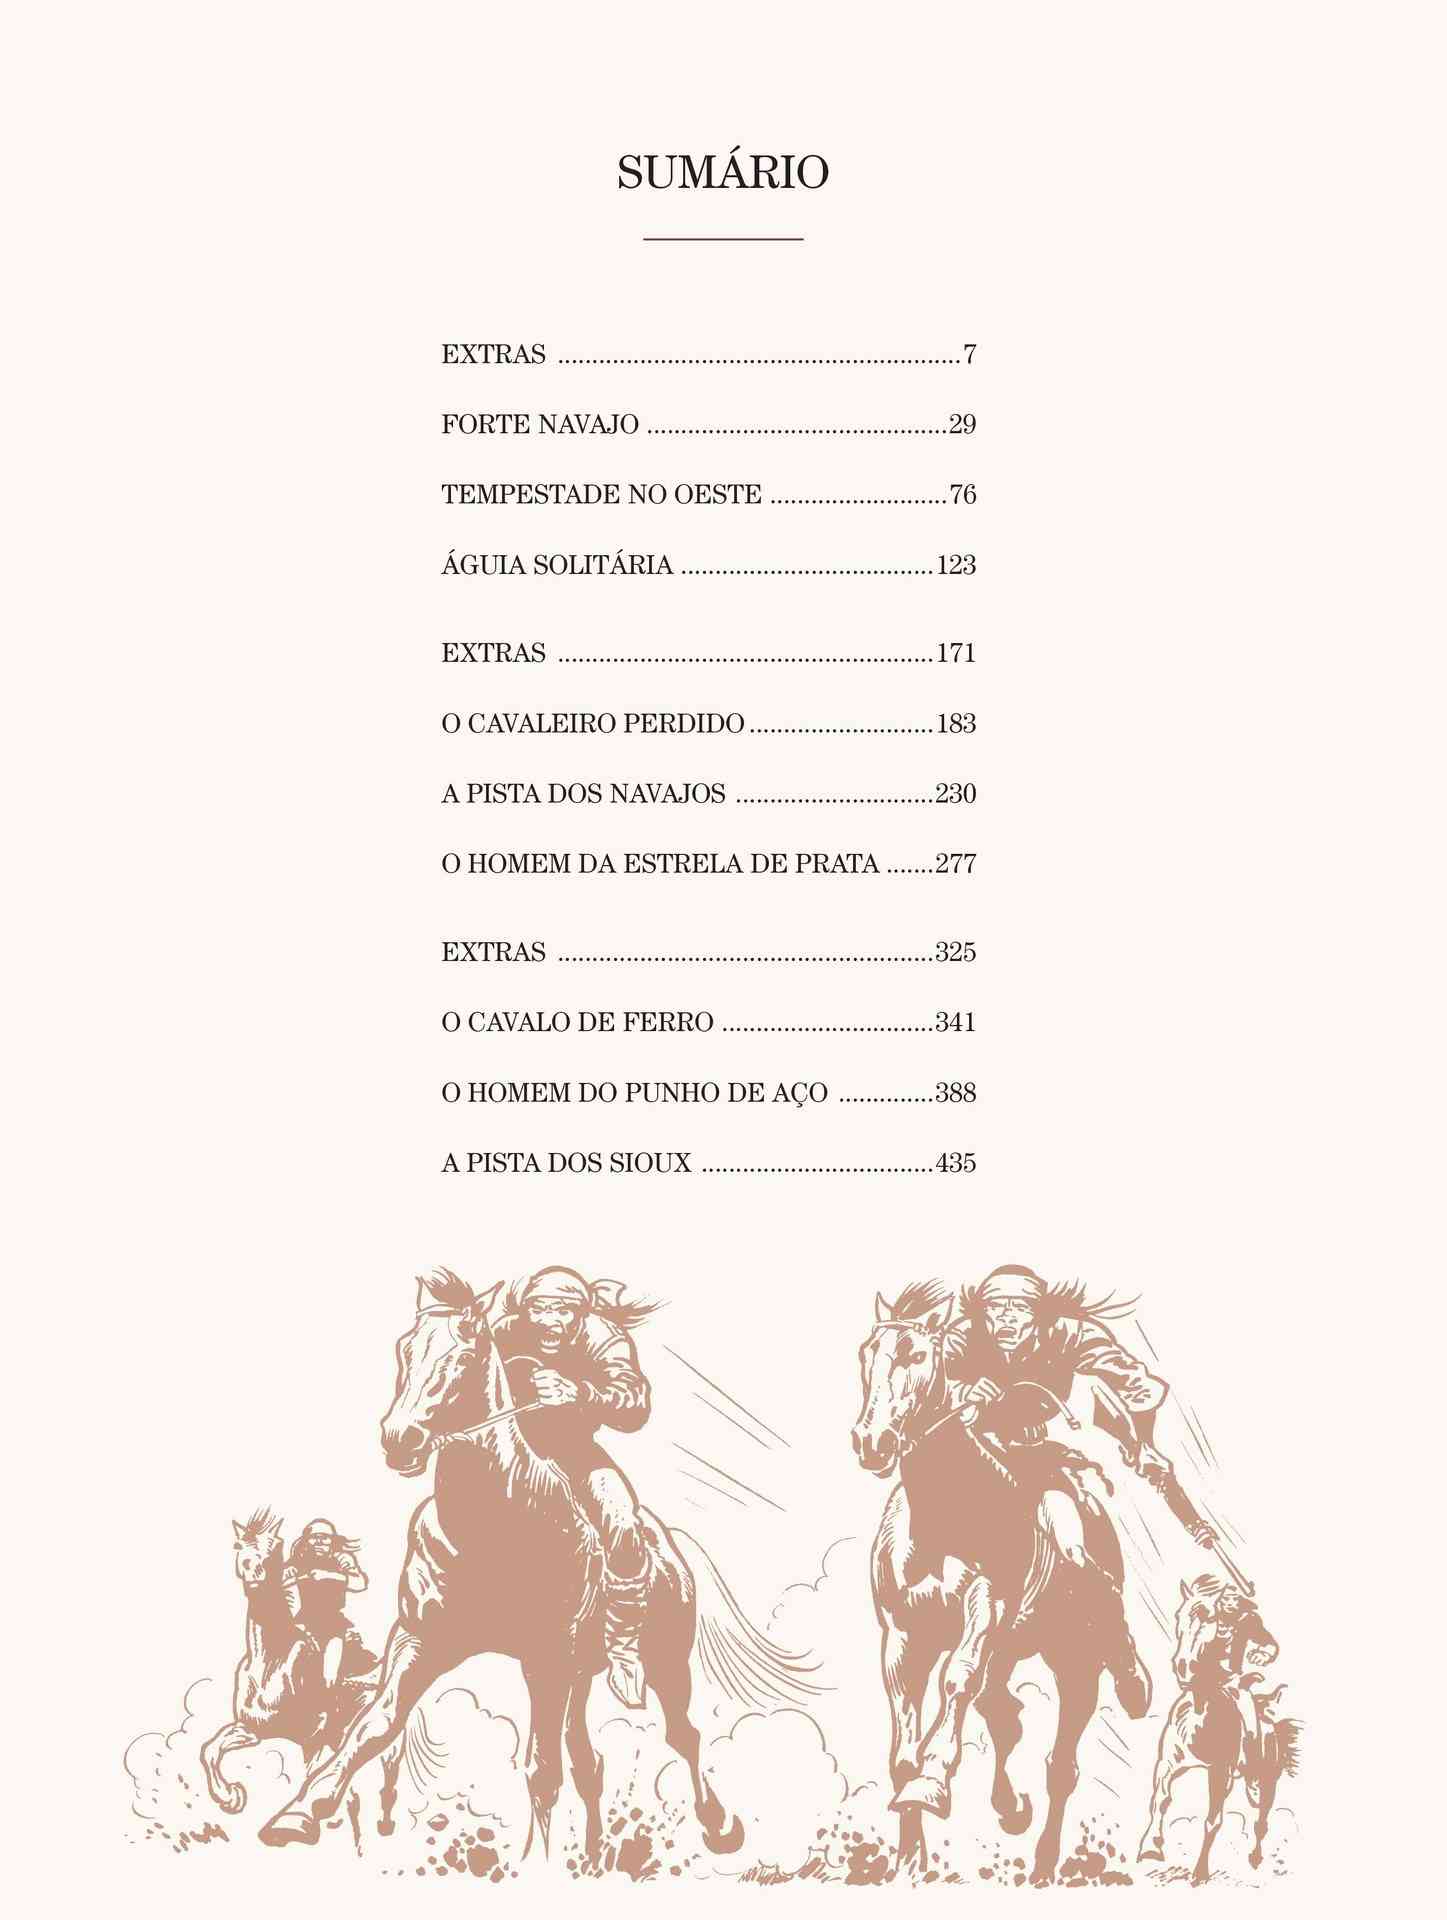 SUMÁRIO
EXTRAS ...........................................................7
FORTE NAVAJO ............................................29
TEMPESTADE NO OESTE ..........................76
ÁGUIA SOLITÁRIA .....................................123
EXTRAS .......................................................171
O CAVALEIRO PERDIDO...........................183
A PISTA DOS NAVAJOS .............................230
O HOMEM DA ESTRELA DE PRATA .......277
EXTRAS .......................................................325
O CAVALO DE FERRO ...............................341
O HOMEM DO PUNHO DE AÇO ..............388
A PISTA DOS SIOUX ..................................435